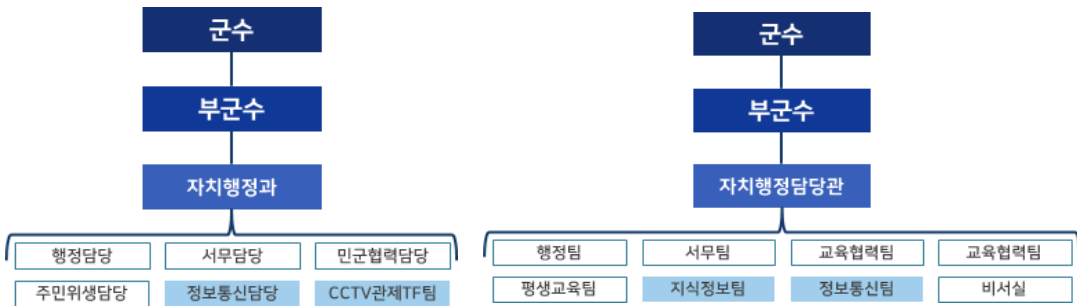 군수
부군수
자치행정과
행정담당
서무담당
민군협력담당
주민위생담당
정보통신담당
CCTV관제TF팀
군수
부군수
자치행정담당관
행정팀
서무팀
교육협력팀
교육협력팀
평생교육팀
지식정보팀
정보통신팀
비서실